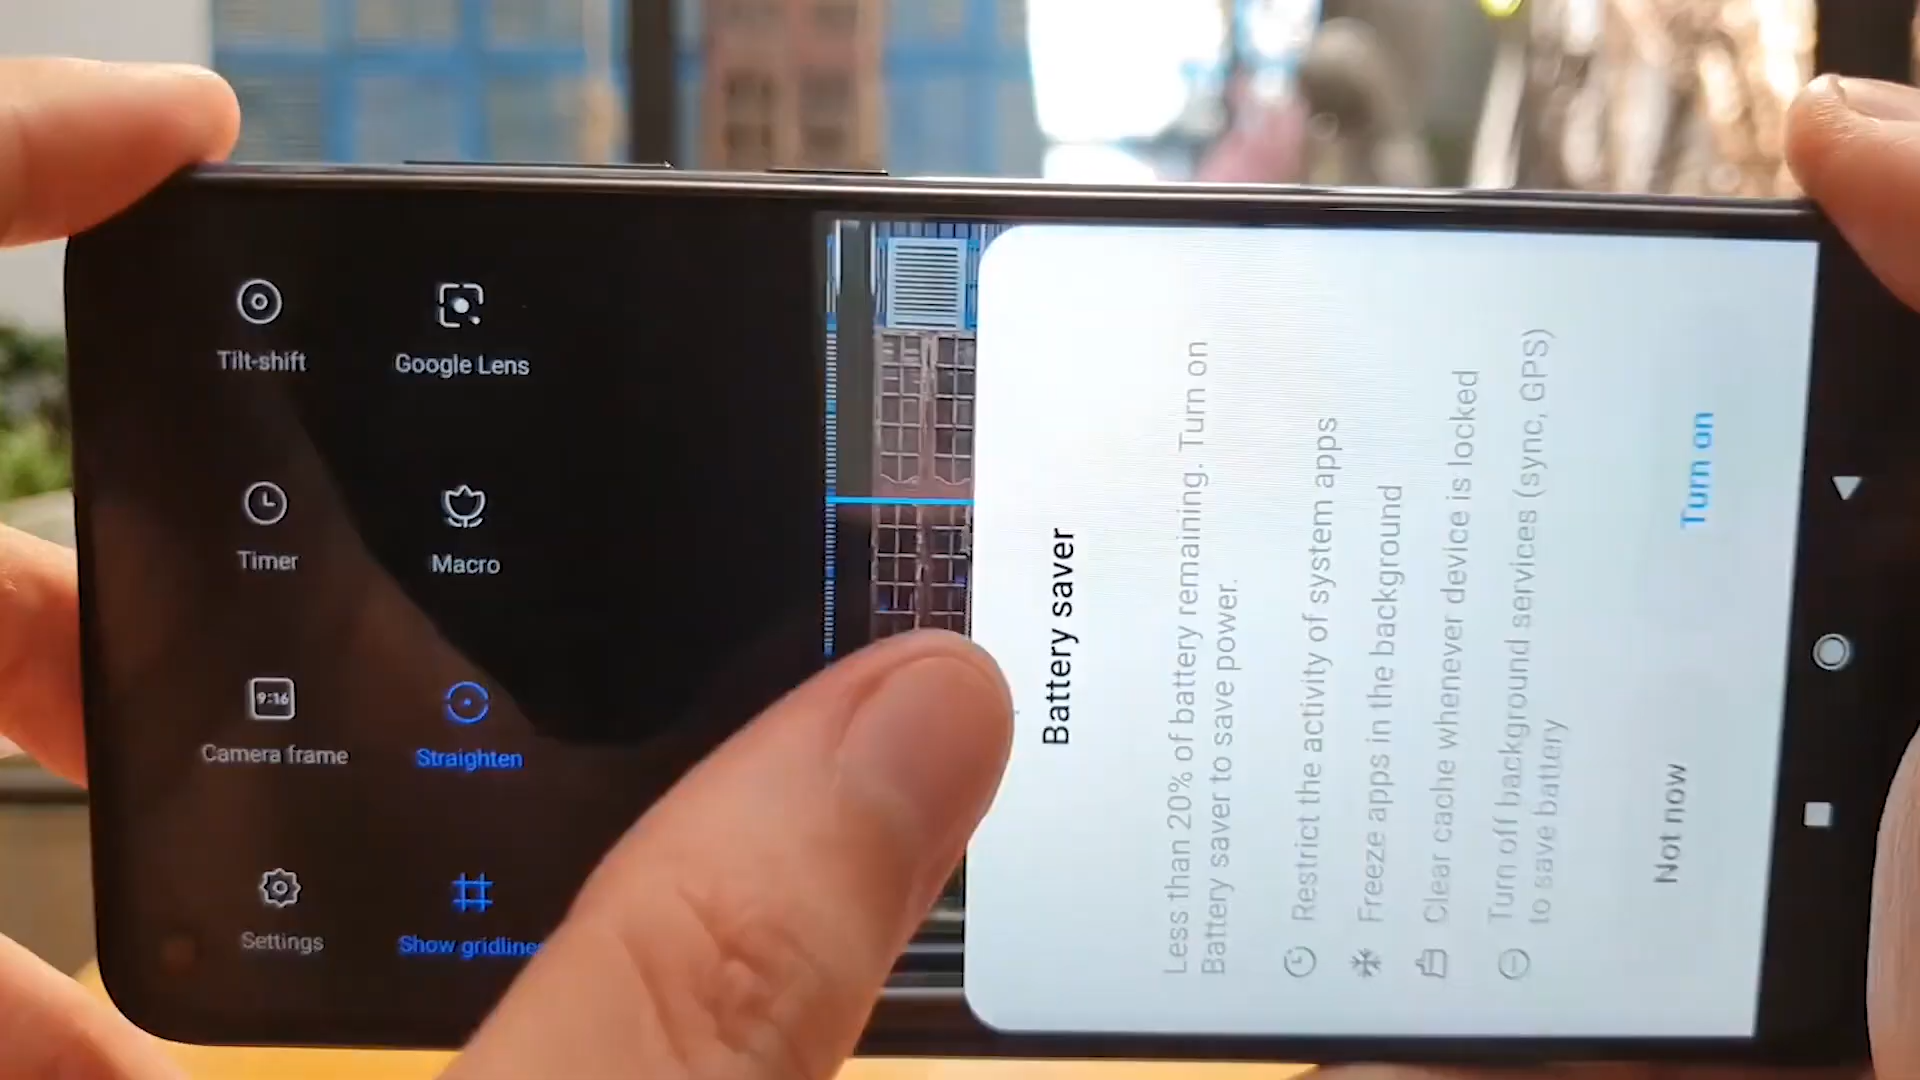 Tilt-shift
Google Lens
Timer
Macro
9:16
Camera frame
Straighten
Settings
Show gridline
Battery saver
Less than 20% of battery remaining. Turn on
Battery saver to save power.
Restrict the activity of system apps
Freeze apps in the background
Clear cache whenever device is locked
Turn off background services (sync, GPS)
to save battery
Not now
Turn on